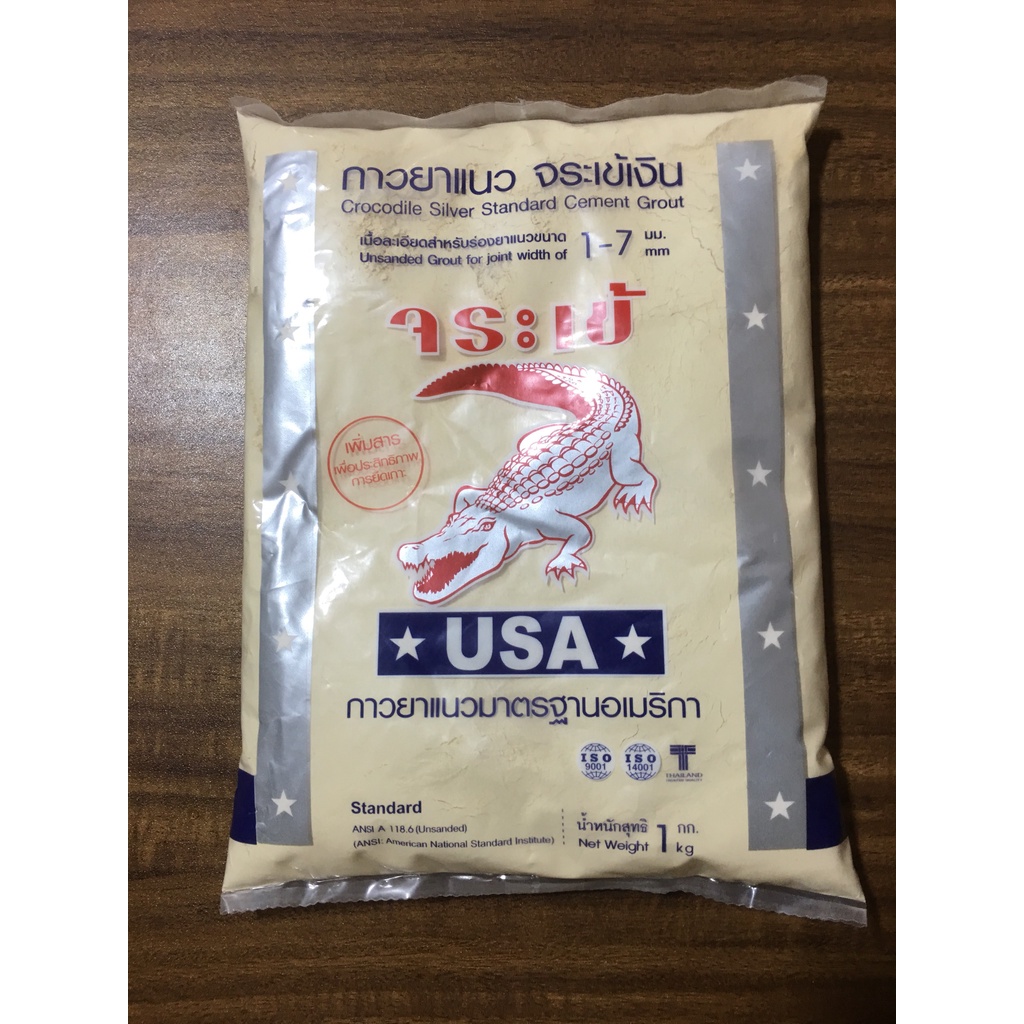 กาวยาแนว จระเข้เงิน
Crocodile Silver Standard Cement Grout
เนื้อละเอียดสำหรับร่องยาแนวขนาด 1-7 มม.
Unsanded Grout for joint width of mm
จระเข้
เพิ่มสาร
เพื่อประสิทธิภาพ
การยึดเกาะ
USA
กาวยาแนวมาตรฐานอเมริกา
ISO 9001
ISO 14001
THAILAND
Standard
ANSI A 118.6 (Unsanded)
(ANSI: American National Standard Institute)
น้ำหนักสุทธิ 1 กก.
Net Weight kg